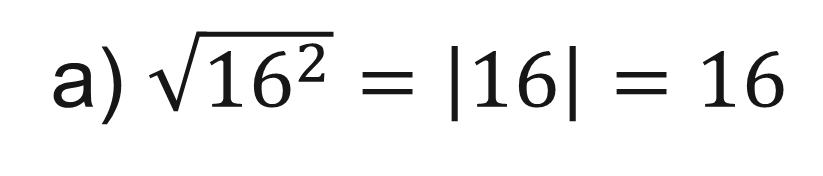 a) √16² = |16| = 16